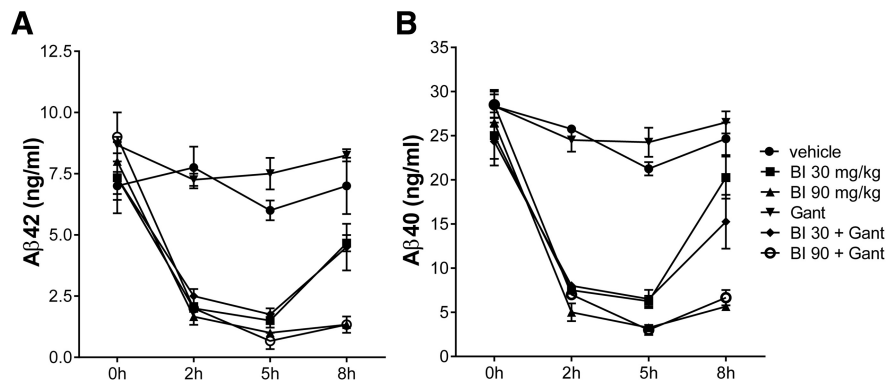 A
Aβ42 (ng/ml)
12.5
10.0
7.5
5.0
2.5
0.0
0h 2h 5h 8h
B
Aβ40 (ng/ml)
35
30
25
20
15
10
5
0
0h 2h 5h 8h
vehicle
BI 30 mg/kg
BI 90 mg/kg
Gant
BI 30 + Gant
BI 90 + Gant